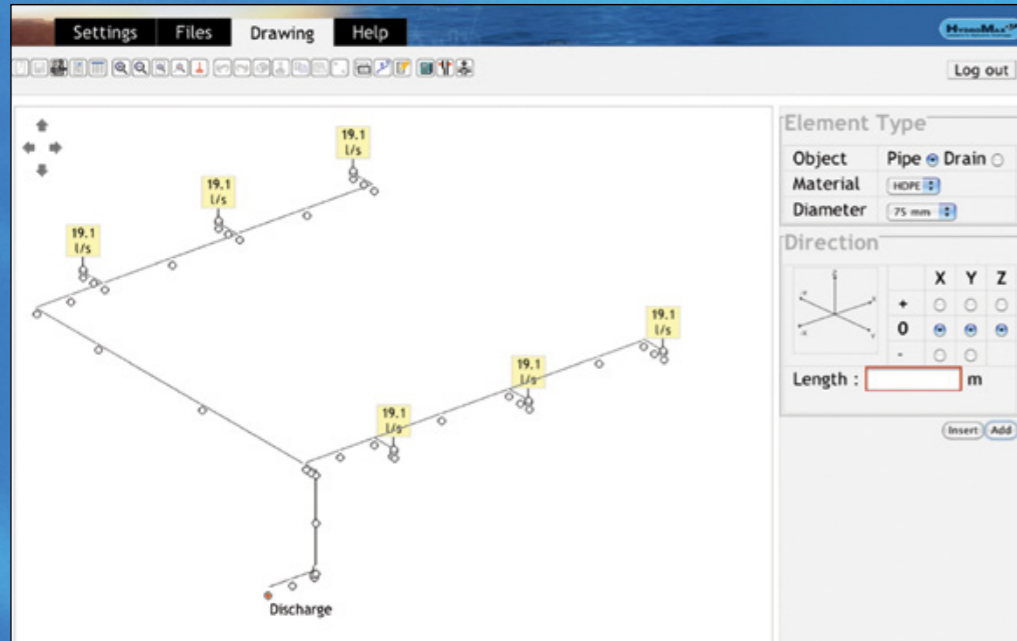 Settings Files Drawing Help
HydroMax
Log out
19.1
l/s
19.1
l/s
19.1
l/s
19.1
l/s
19.1
l/s
19.1
l/s
Discharge
Element Type
Object Pipe Drain
Material HDPE
Diameter 75 mm
Direction
X Y Z
+
0
-
Length : m
Insert Add